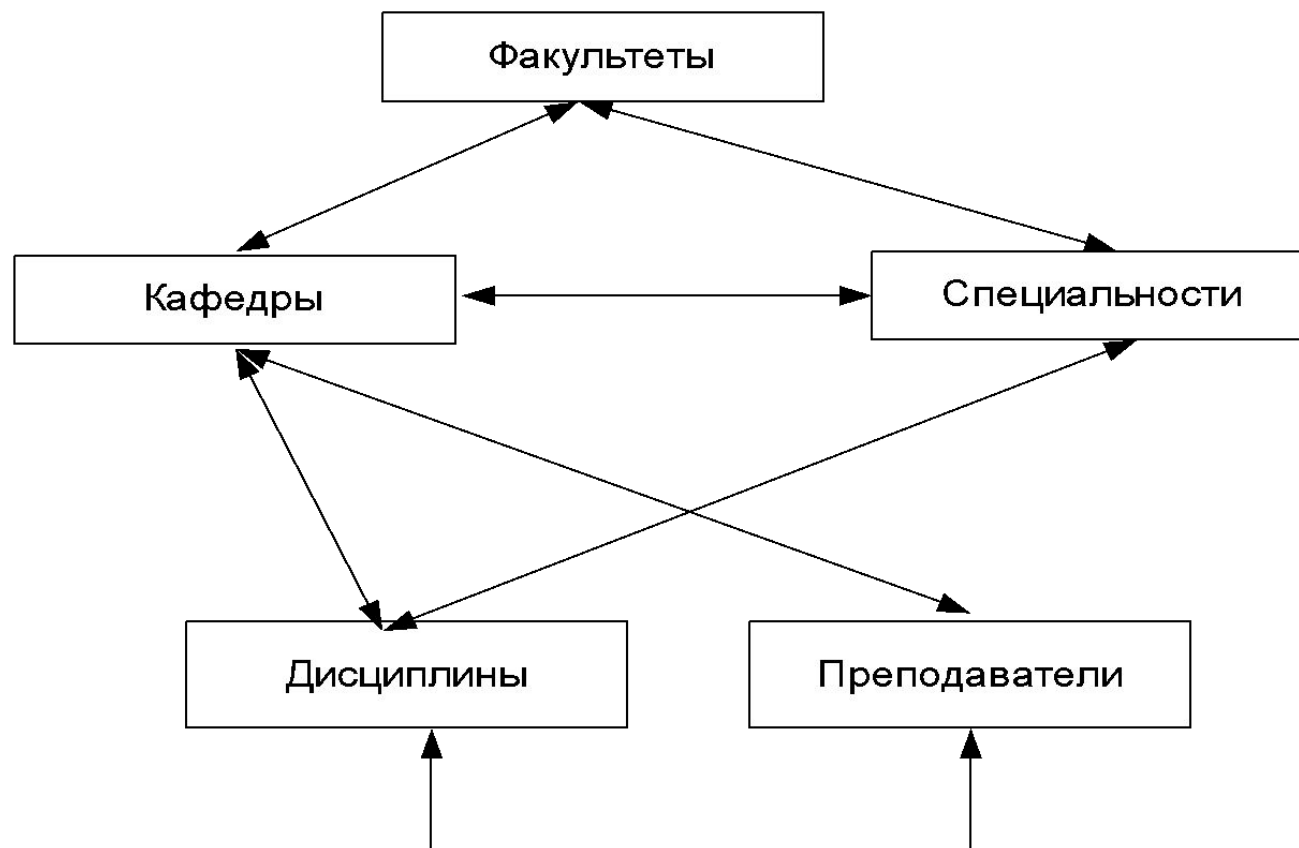 Факультеты
Кафедры
Специальности
Дисциплины
Преподаватели